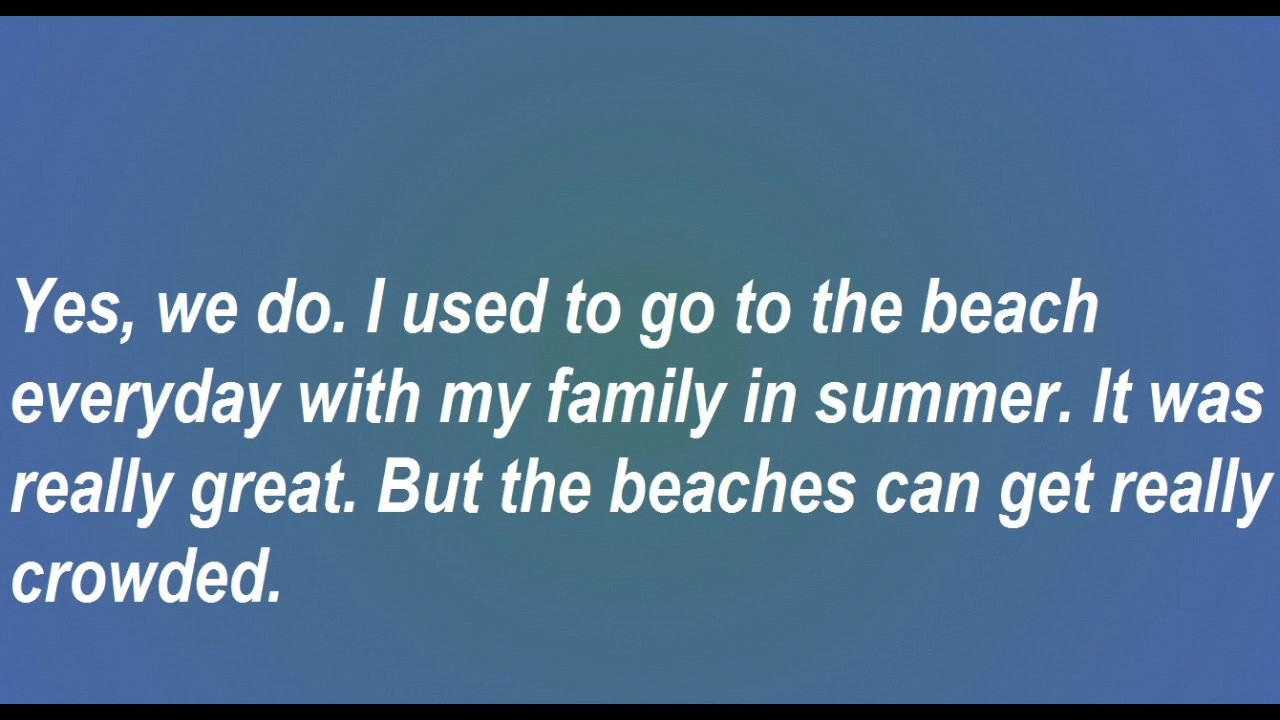 Yes, we do. I used to go to the beach
everyday with my family in summer. It was
really great. But the beaches can get really
crowded.